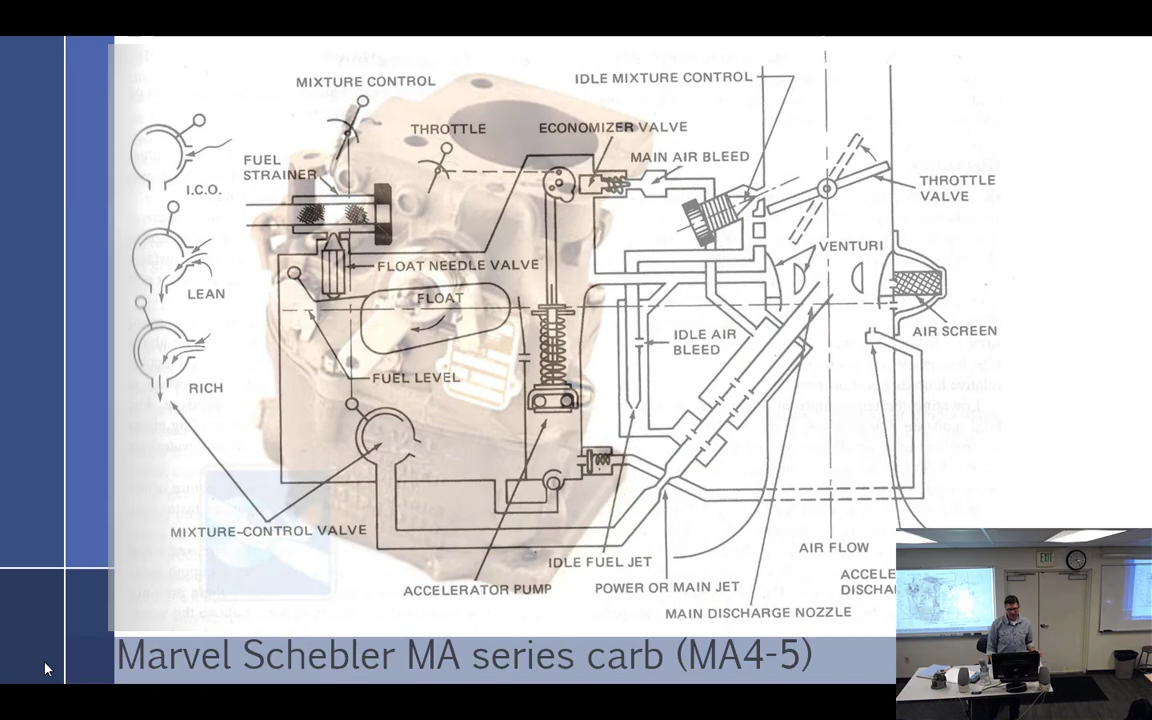 MIXTURE CONTROL
IDLE MIXTURE CONTROL
THROTTLE
ECONOMIZER VALVE
MAIN AIR BLEED
FUEL
STRAINER
I.C.O.
THROTTLE
VALVE
VENTURI
FLOAT NEEDLE VALVE
LEAN
FLOAT
AIR SCREEN
IDLE AIR
BLEED
FUEL LEVEL
RICH
MIXTURE-CONTROL VALVE
AIR FLOW
IDLE FUEL JET
ACCELERATOR PUMP
POWER OR MAIN JET
ACCELE
DISCHA
MAIN DISCHARGE NOZZLE
Marvel Schebler MA series carb (MA4-5)
EXIT